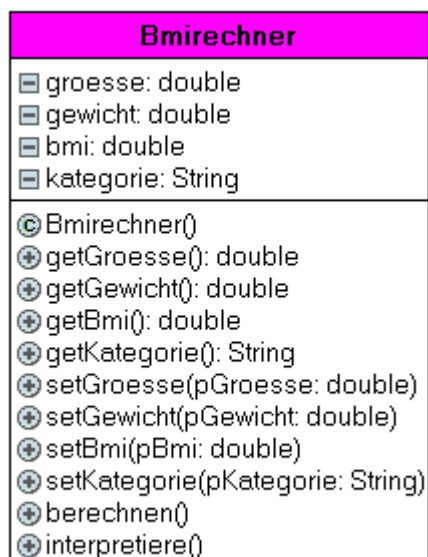 Bmirechner
groesse: double
gewicht: double
bmi: double
kategorie: String
Bmirechner()
getGroesse(): double
getGewicht(): double
getBmi(): double
getKategorie(): String
setGroesse(pGroesse: double)
setGewicht(pGewicht: double)
setBmi(pBmi: double)
setKategorie(pKategorie: String)
berechnen()
interpretiere()